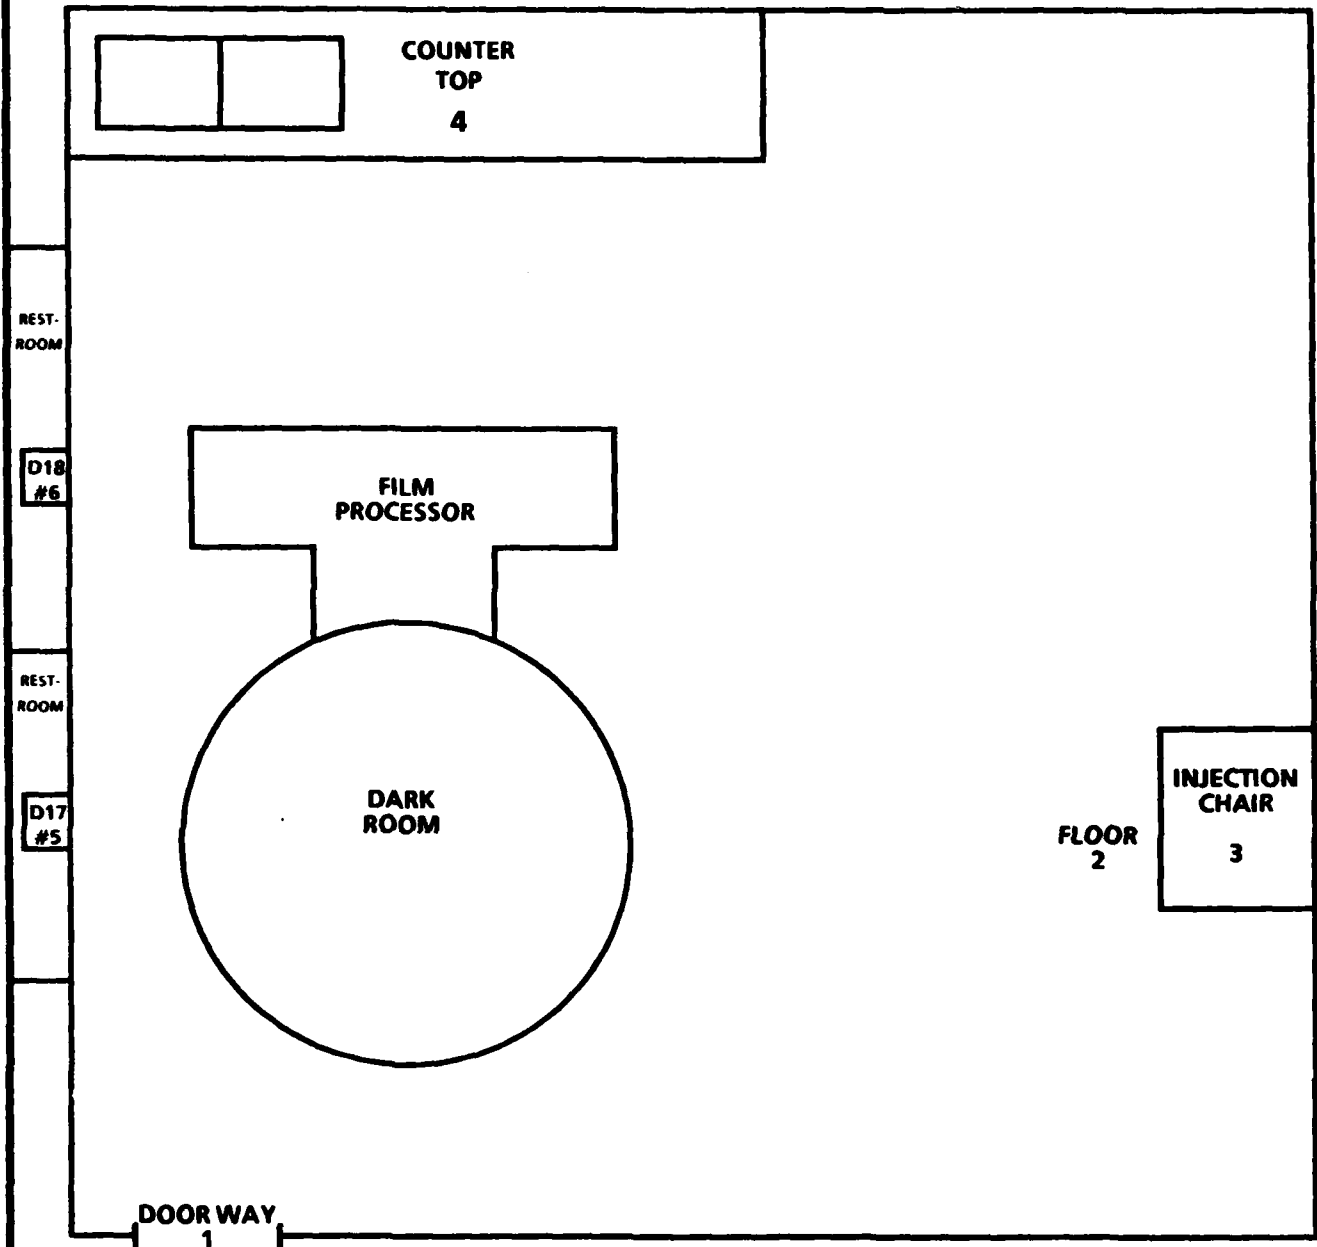 COUNTER
TOP
4
REST-
ROOM
D18
#6
FILM
PROCESSOR
REST-
ROOM
D17
#5
DARK
ROOM
INJECTION
CHAIR
3
FLOOR
2
DOOR WAY
1